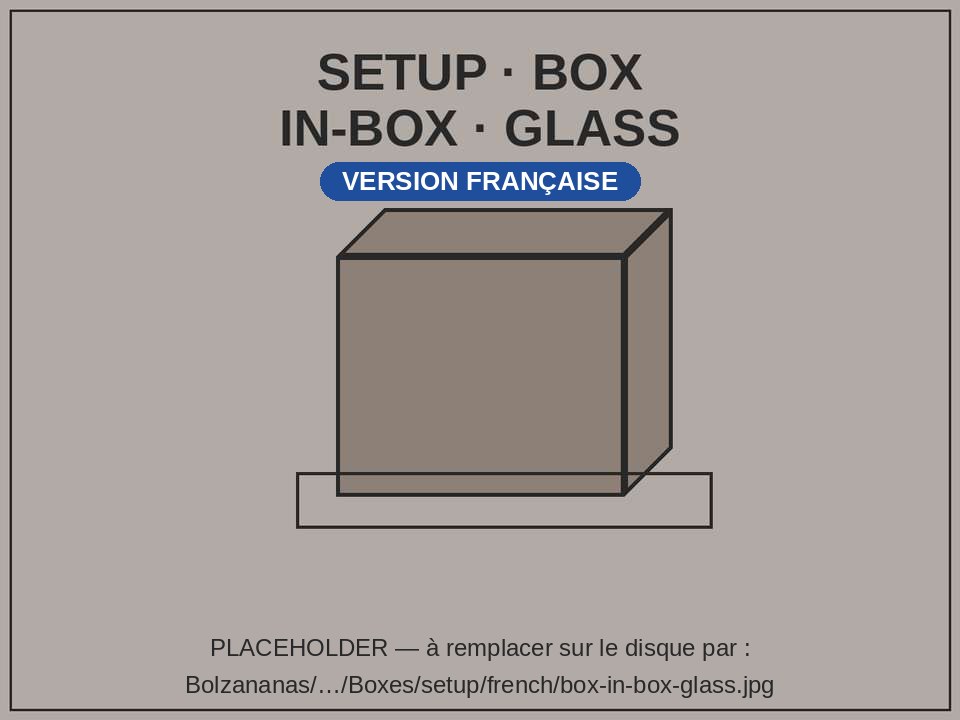 SETUP · BOX
IN-BOX · GLASS
VERSION FRANÇAISE
PLACEHOLDER — à remplacer sur le disque par :
Bolzananas/…/Boxes/setup/french/box-in-box-glass.jpg